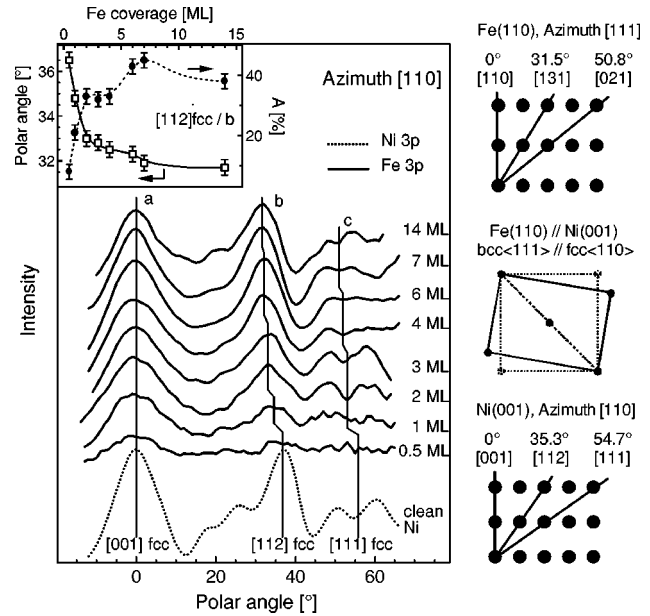 Fe coverage [ML]
0 5 10 15
Polar angle [°]
36
34
32
A [%]
40
20
[112]fcc / b
Azimuth [110]
Ni 3p
Fe 3p
a
b
c
14 ML
7 ML
6 ML
4 ML
3 ML
2 ML
1 ML
0.5 ML
clean
Ni
Intensity
[001] fcc [112] fcc [111] fcc
0 20 40 60
Polar angle [°]
Fe(110), Azimuth [111]
0° 31.5° 50.8°
[110] [131] [021]
Fe(110) // Ni(001)
bcc<111> // fcc<110>
Ni(001), Azimuth [110]
0° 35.3° 54.7°
[001] [112] [111]